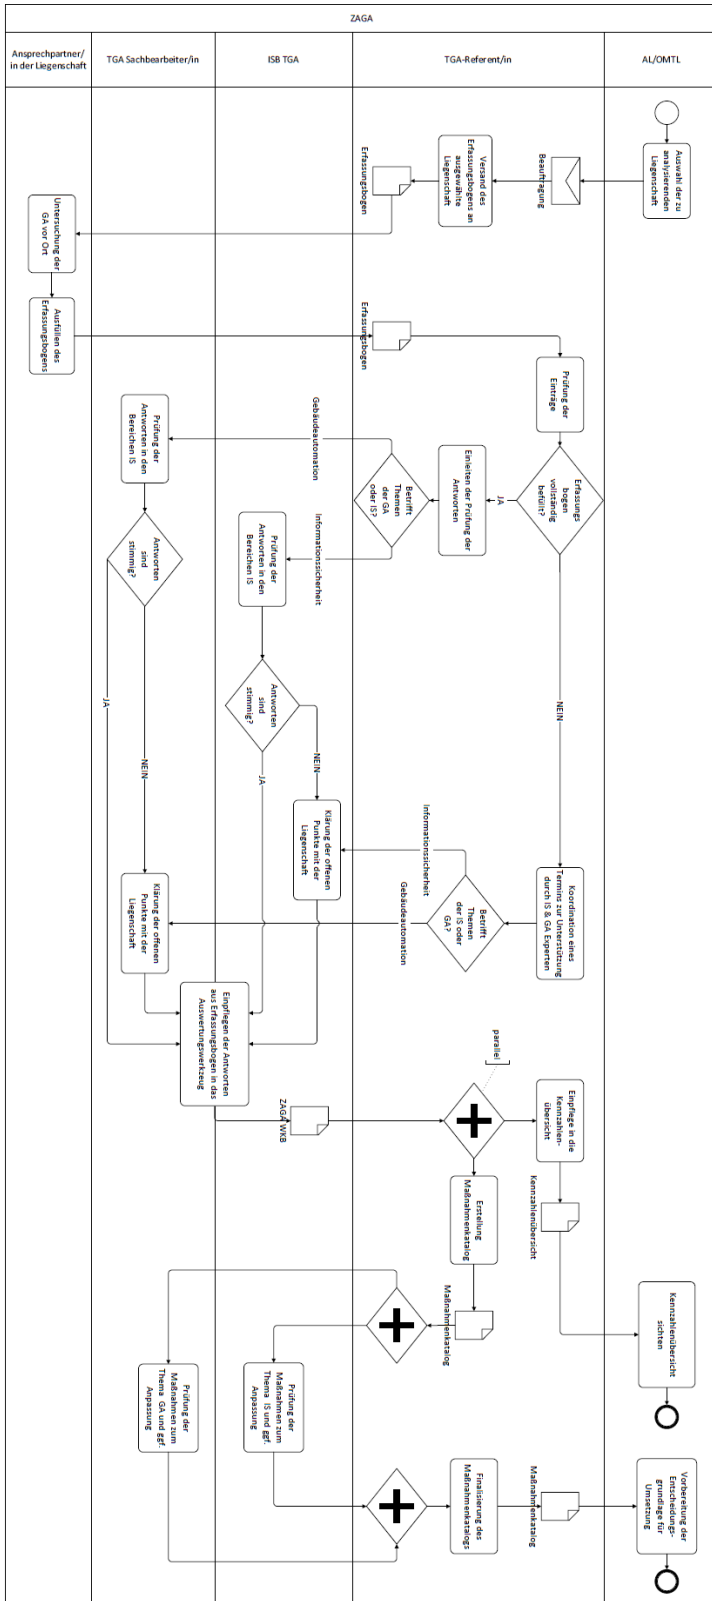 ZAGA
Ansprechpartner/
in der Liegenschaft
TGA Sachbearbeiter/in
ISB TGA
TGA-Referent/in
AL/OMTL
Auswahl der zu
analysierenden
Liegenschaft
Beauftragung
Versand des
Erfassungsbogens an
ausgewählte
Liegenschaft
Erfassungsbogen
Untersuchung der
GA vor Ort
Ausfüllen des
Erfassungsbogens
Erfassungsbogen
Prüfung der
Einträge
Erfassungs
bogen
vollständig
befüllt?
JA
NEIN
Einleiten der Prüfung der
Antworten
Betrifft
Themen
der GA
oder IS?
Gebäudeautomation
Informationssicherheit
Prüfung der
Antworten in den
Bereichen IS
Antworten
sind
stimmig?
JA
NEIN
Prüfung der
Antworten in den
Bereichen IS
Antworten
sind
stimmig?
NEIN
JA
Koordination eines
Termins zur Unterstützung
durch IS & GA Experten
Betrifft
Themen
der IS oder
GA?
Informationssicherheit
Gebäudeautomation
Klärung der offenen
Punkte mit der
Liegenschaft
Klärung der offenen
Punkte mit der
Liegenschaft
Einpflegen der Antworten
aus Erfassungsbogen in das
Auswertungswerkzeug
ZAGA WKB
parallel
Einpflege in die
Kennzahlen-
übersicht
Kennzahlenübersicht
Erstellung
Maßnahmenkatalog
Maßnahmenkatalog
Kennzahlenübersicht
sichten
Prüfung der
Maßnahmen zum
Thema IS und ggf.
Anpassung
Prüfung der
Maßnahmen zum
Thema GA und ggf.
Anpassung
Finalisierung des
Maßnahmenkatalogs
Maßnahmenkatalog
Vorbereitung der
Entscheidungs-
grundlage für
Umsetzung